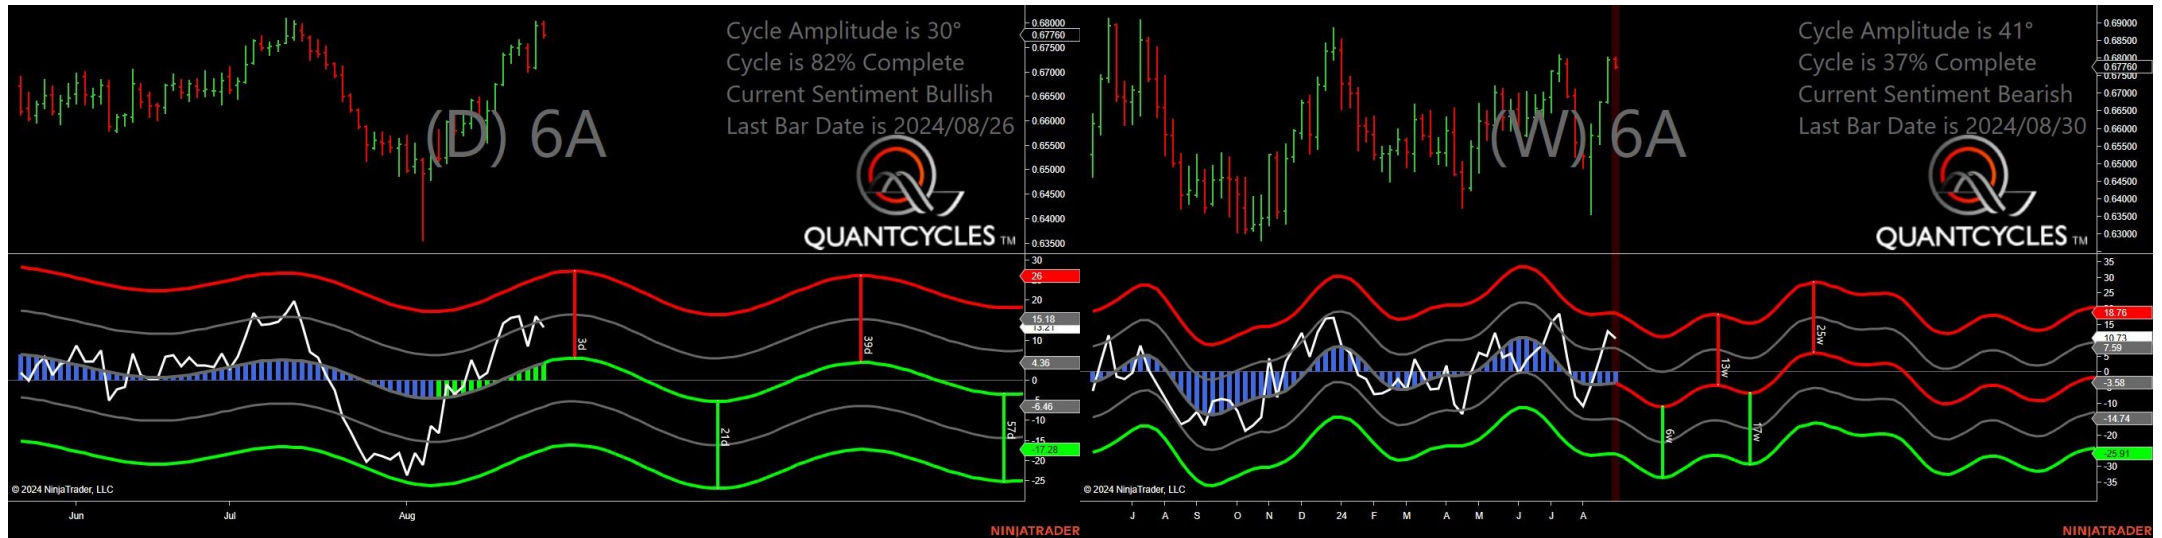 Cycle Amplitude is 30°
Cycle is 82% Complete
Current Sentiment Bullish
Last Bar Date is 2024/08/26
(D) 6A
QUANTCYCLES TM
0.68000
0.67760
0.67500
0.67000
0.66500
0.66000
0.65500
0.65000
0.64500
0.64000
0.63500
30
26
20
15.18
13.21
10
4.36
0
-5
-6.46
-10
-15
-17.28
-20
-25
3d
39d
21d
57d
© 2024 NinjaTrader, LLC
Jun
Jul
Aug
NINJATRADER
Cycle Amplitude is 41°
Cycle is 37% Complete
Current Sentiment Bearish
Last Bar Date is 2024/08/30
(W) 6A
QUANTCYCLES TM
0.69000
0.68500
0.68000
0.67760
0.67500
0.67000
0.66500
0.66000
0.65500
0.65000
0.64500
0.64000
0.63500
0.63000
35
30
25
18.76
15
10.73
7.59
5
0
-3.58
-10
-14.74
-20
-25.91
-30
-35
13w
25w
6w
17w
© 2024 NinjaTrader, LLC
J
A
S
O
N
D
24
F
M
A
M
J
J
A
NINJATRADER